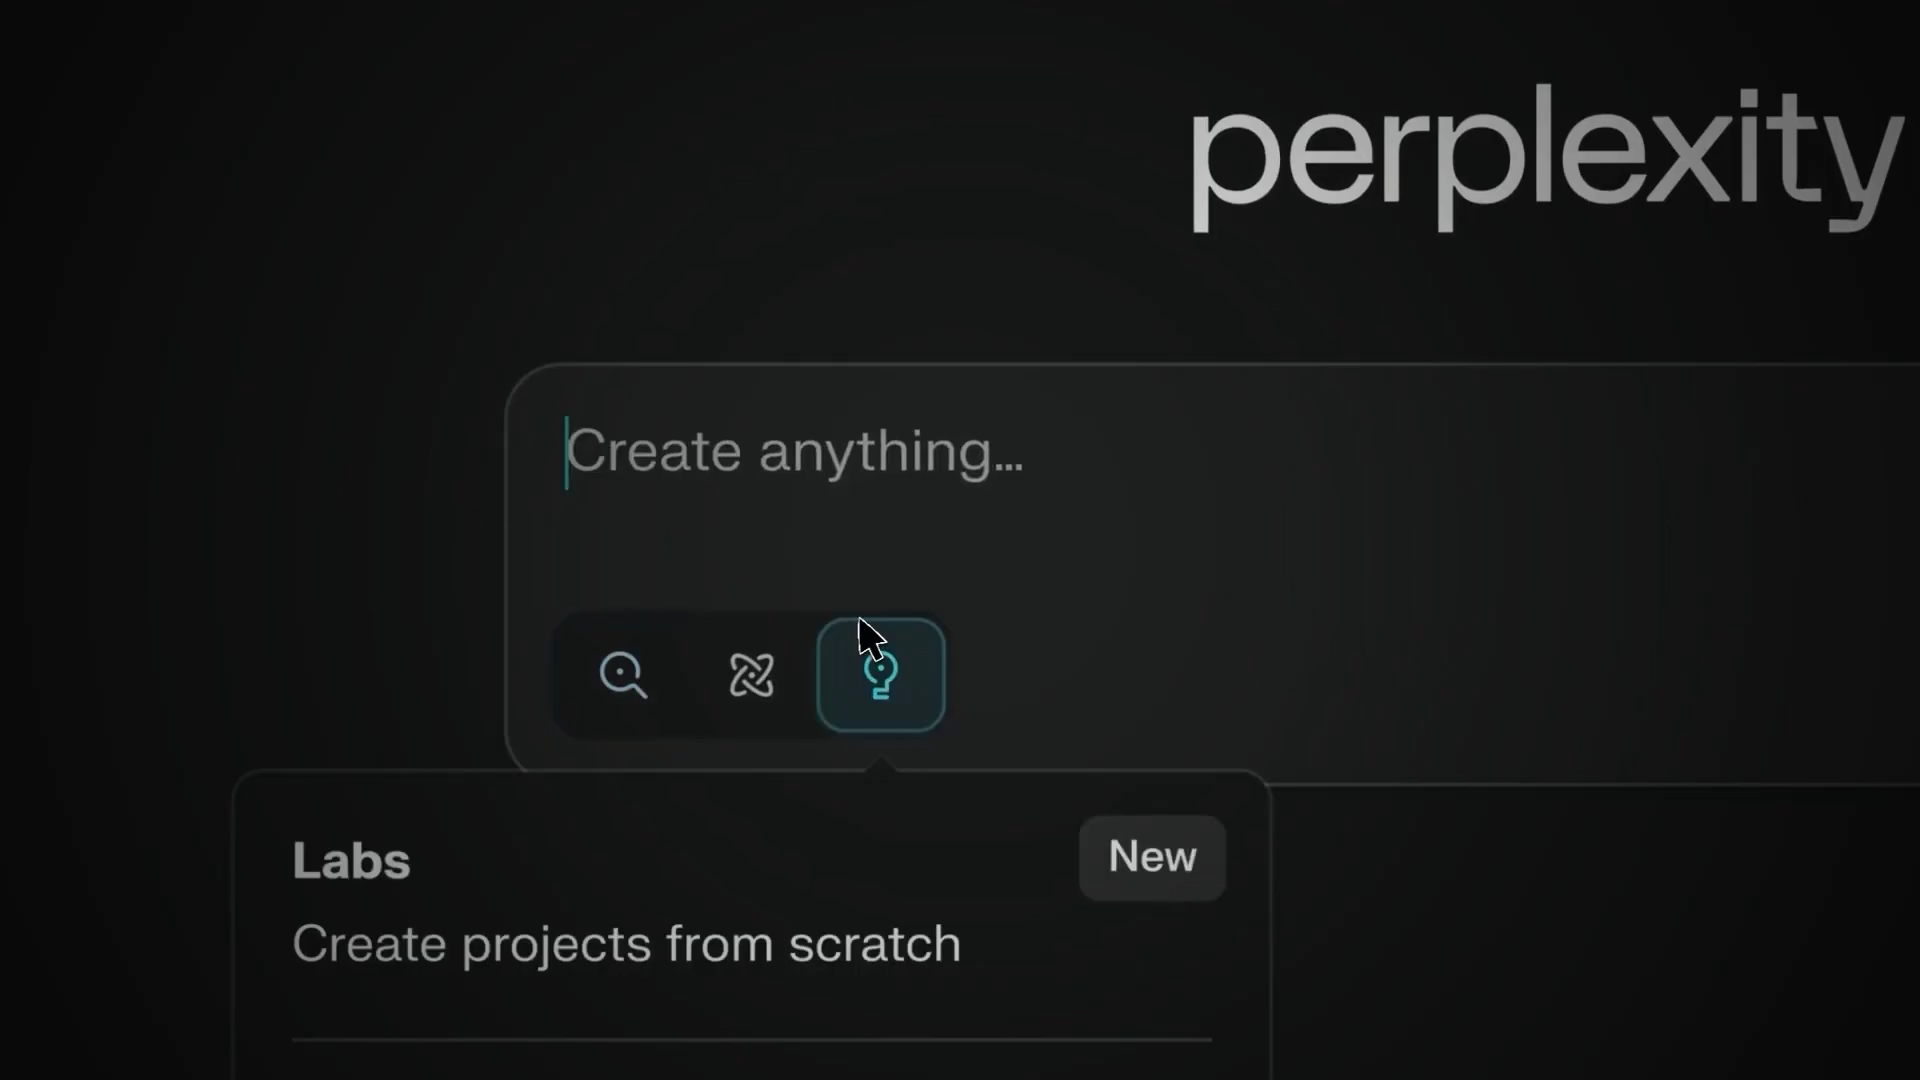 perplexity
Create anything...
Labs
New
Create projects from scratch